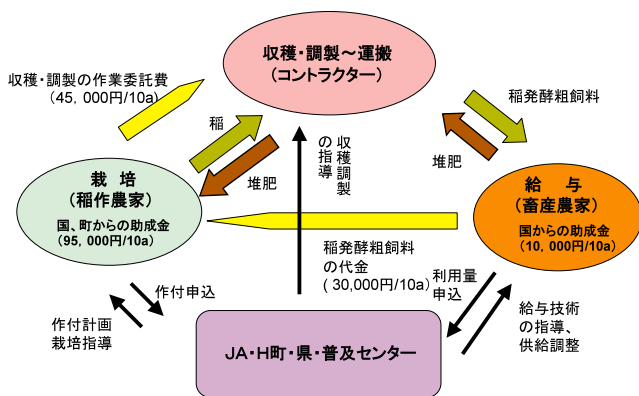 収穫・調製～運搬
（コントラクター）
収穫・調製の作業委託費
（45，000円/10a）
稲発酵粗飼料
稲
堆肥
堆肥
収穫調製
の指導
栽　培
（稲作農家）
国、町からの助成金
（95，000円/10a）
給　与
（畜産農家）
国からの助成金
（10，000円/10a）
稲発酵粗飼料
の代金
( 30,000円/10a）
利用量
申込
作付申込
作付計画
栽培指導
給与技術
の指導、
供給調整
JA・H町・県・普及センター